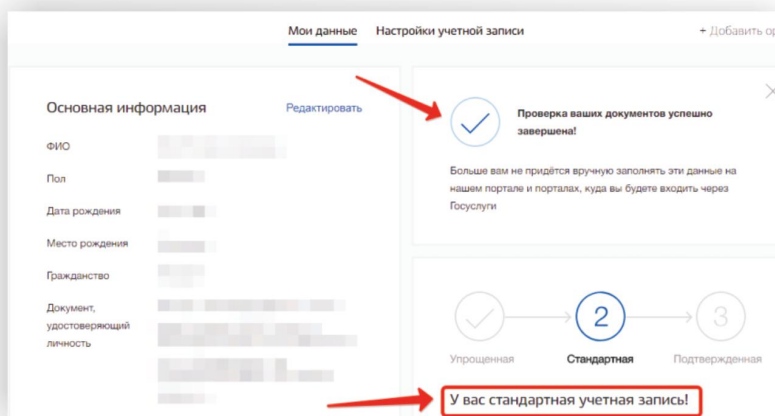 Мои данные Настройки учетной записи + Добавить ор
Основная информация Редактировать
ФИО
Пол
Дата рождения
Место рождения
Гражданство
Документ,
удостоверяющий
личность
Проверка ваших документов успешно
завершена!
Больше вам не придётся вручную заполнять эти данные на
нашем портале и порталах, куда вы будете входить через
Госуслуги
2 3
Упрощенная Стандартная Подтвержденная
У вас стандартная учетная запись!